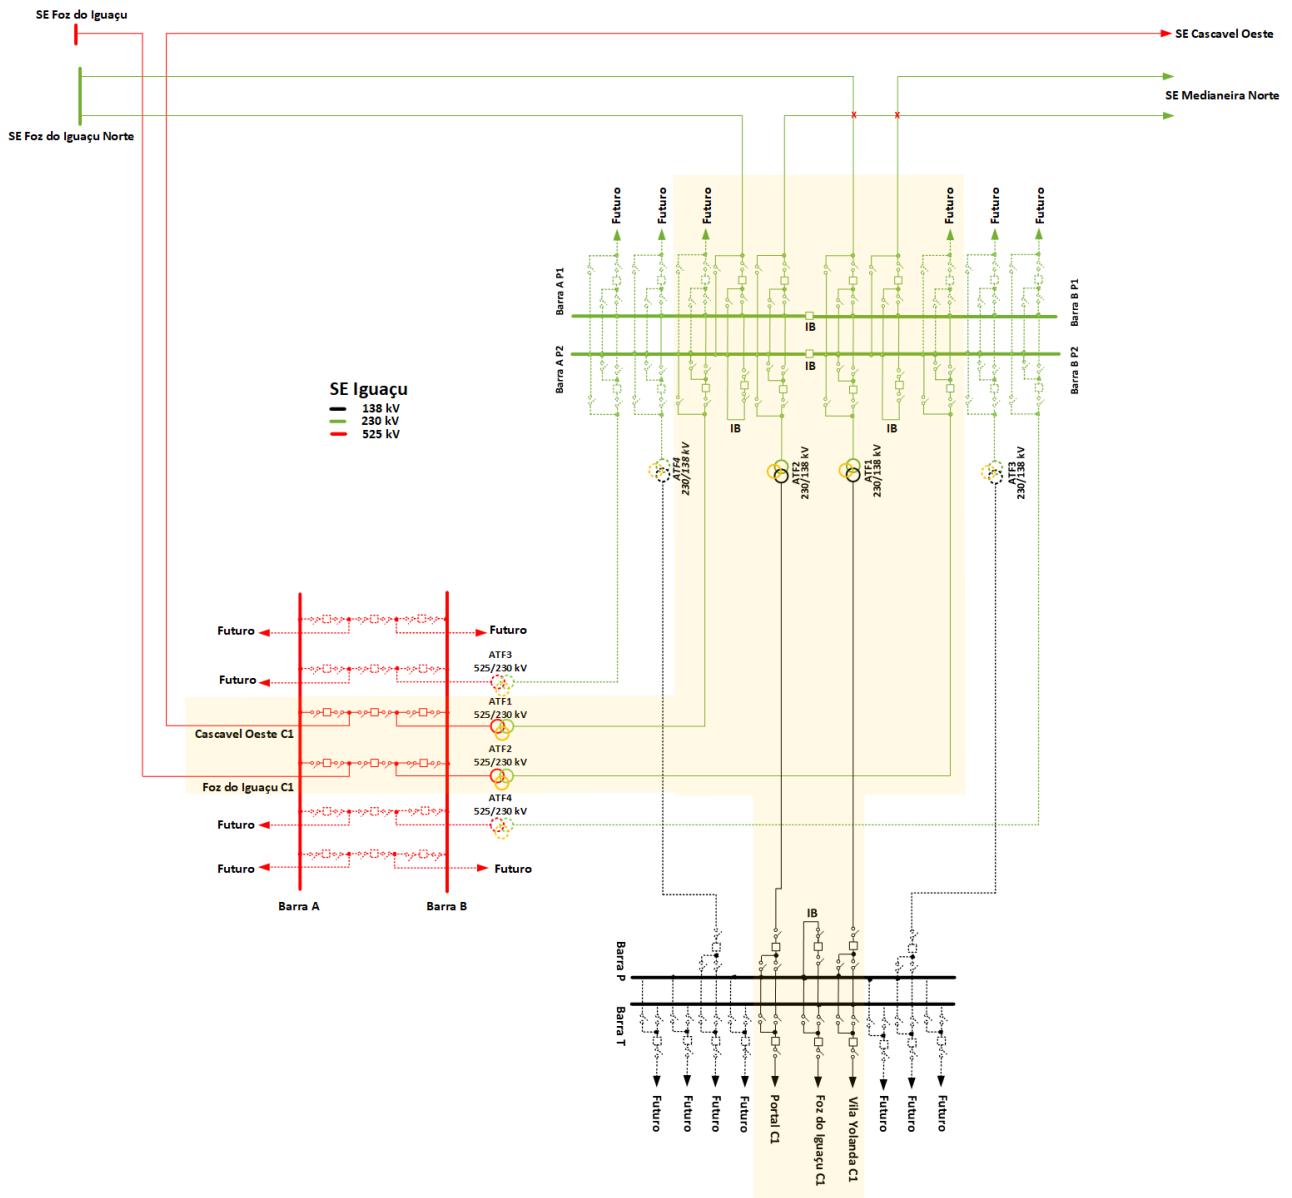 SE Foz do Iguaçu
SE Cascavel Oeste
SE Medianeira Norte
SE Foz do Iguaçu Norte
Futuro
Futuro
Futuro
Futuro
Futuro
Futuro
Barra A P1
Barra B P1
IB
Barra A P2
Barra B P2
IB
SE Iguaçu
138 kV
230 kV
525 kV
IB
IB
ATF4
230/138 kV
ATF2
230/138 kV
ATF1
230/138 kV
ATF3
230/138 kV
Futuro
Futuro
ATF3
525/230 kV
Futuro
ATF1
525/230 kV
Cascavel Oeste C1
ATF2
525/230 kV
Foz do Iguaçu C1
ATF4
525/230 kV
Futuro
Futuro
Futuro
Barra A
Barra B
IB
Barra P
Barra T
Futuro
Futuro
Futuro
Futuro
Portal C1
Foz do Iguaçu C1
Vila Yolanda C1
Futuro
Futuro
Futuro